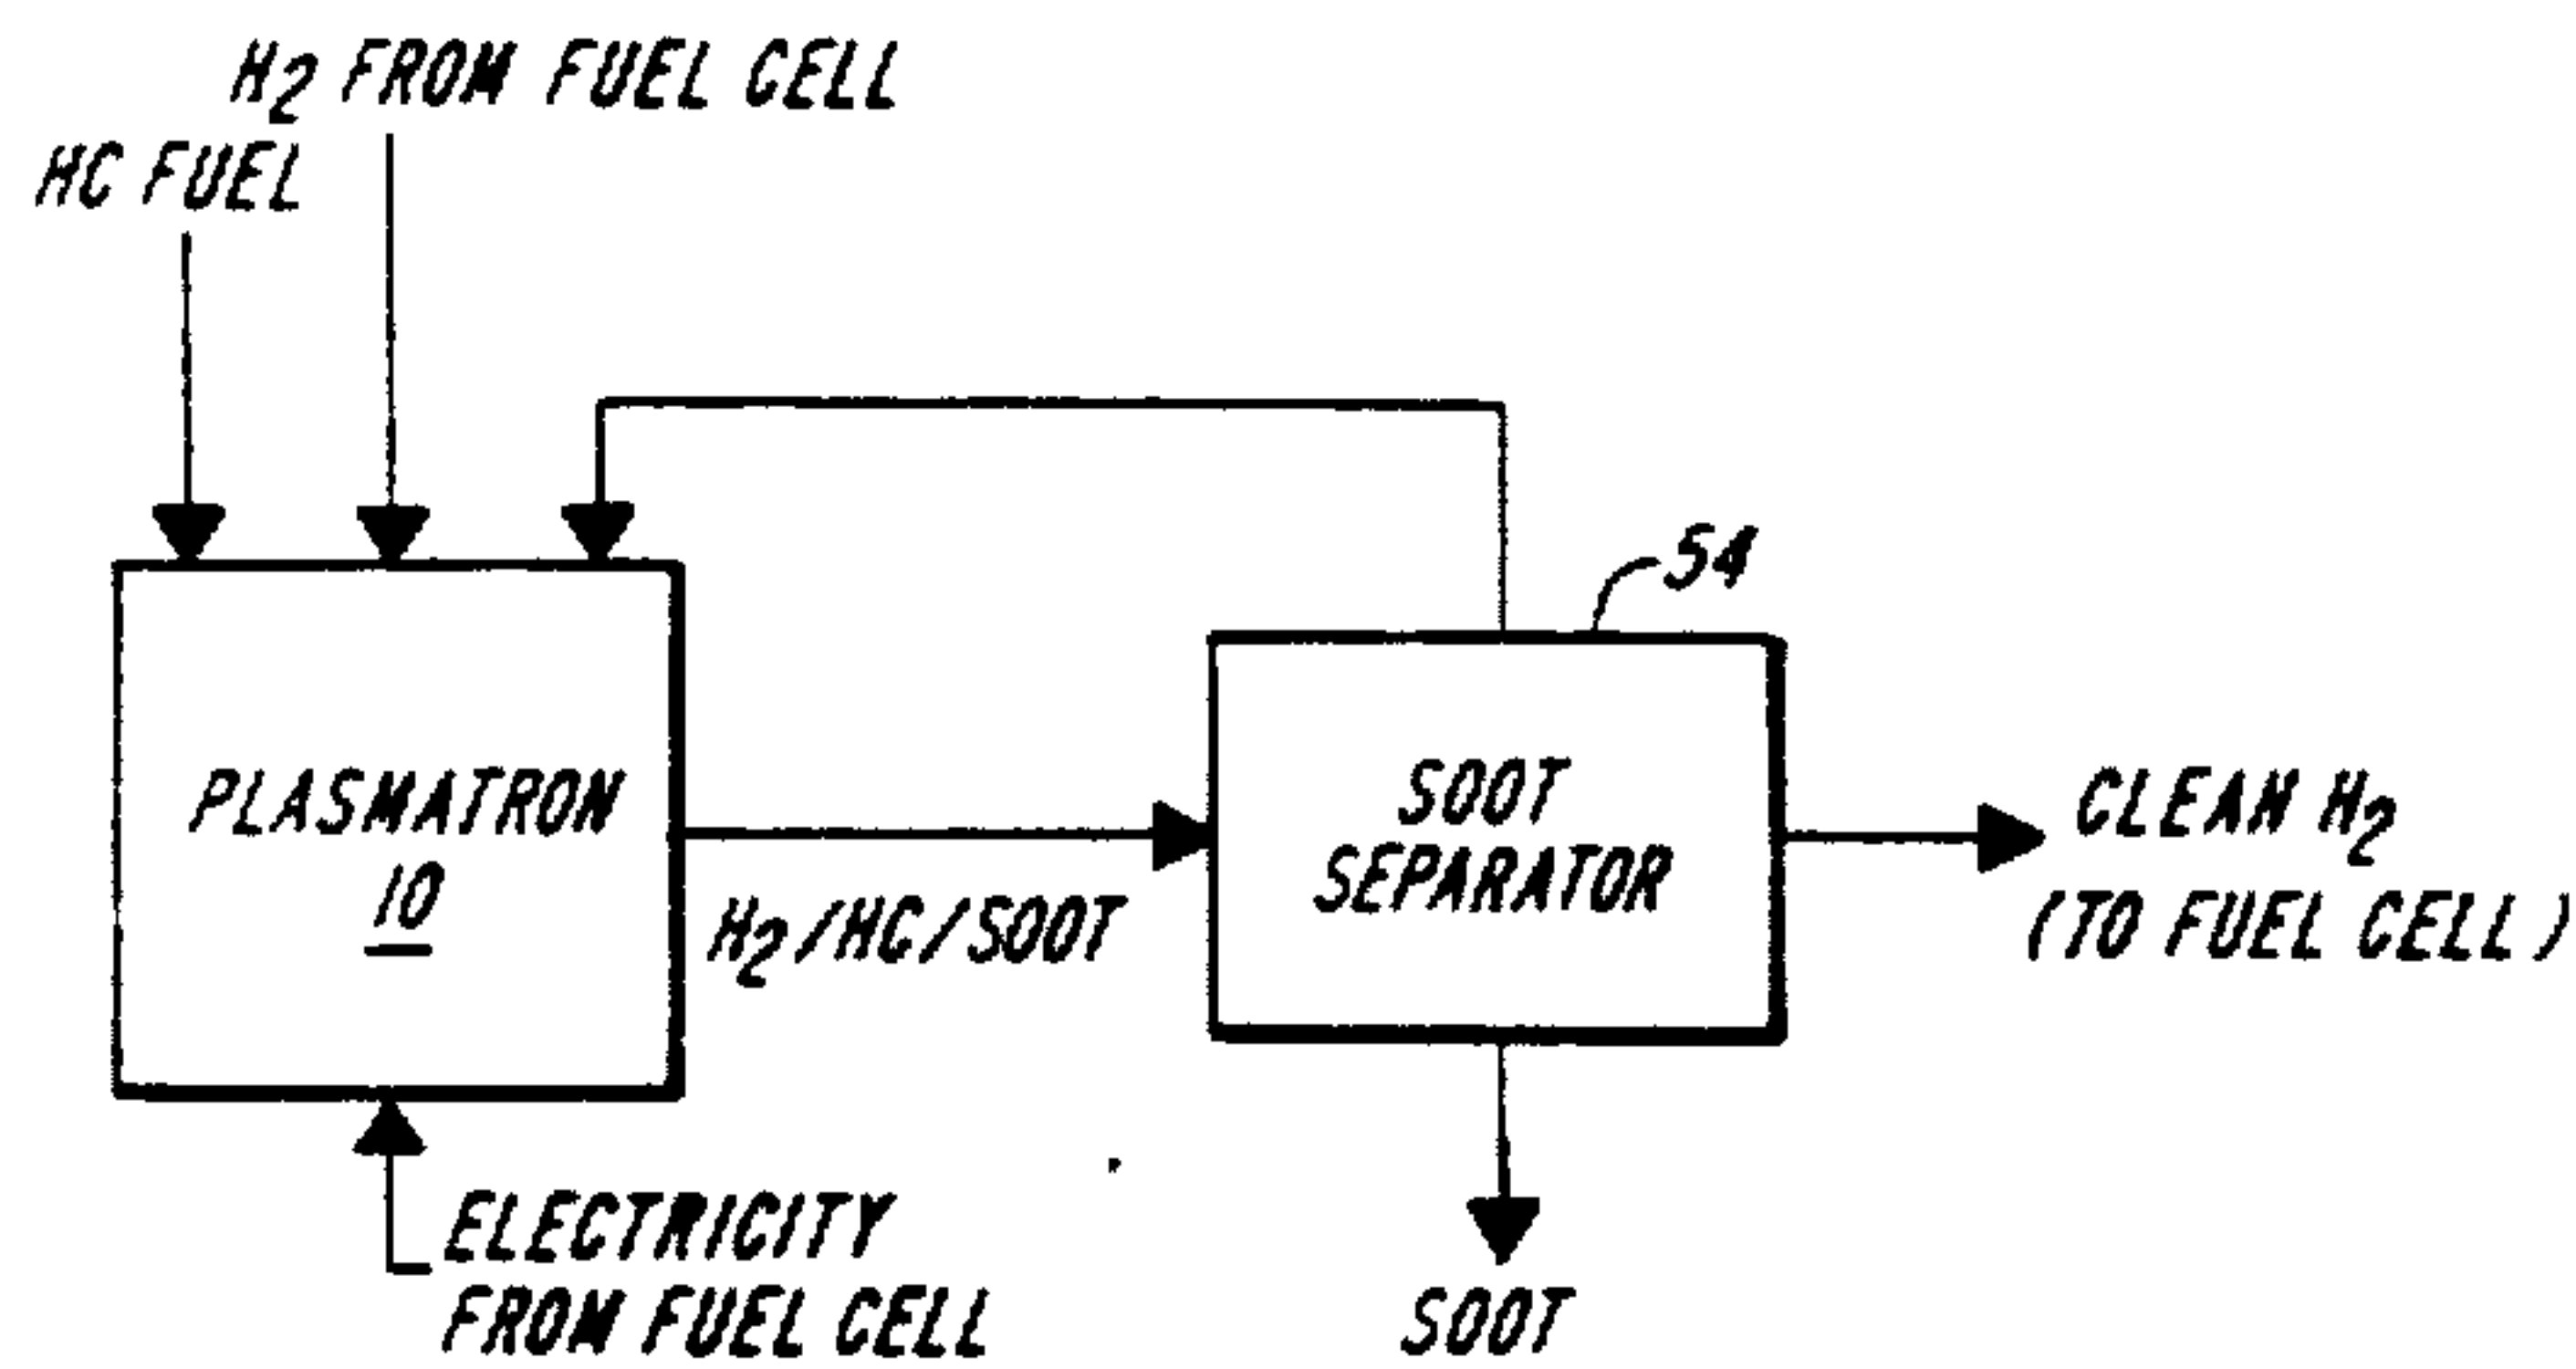 H2 FROM FUEL CELL
HC FUEL
54
PLASMATRON
10
SOOT
SEPARATOR
H2/HC/SOOT
CLEAN H2
(TO FUEL CELL)
ELECTRICITY
FROM FUEL CELL
SOOT